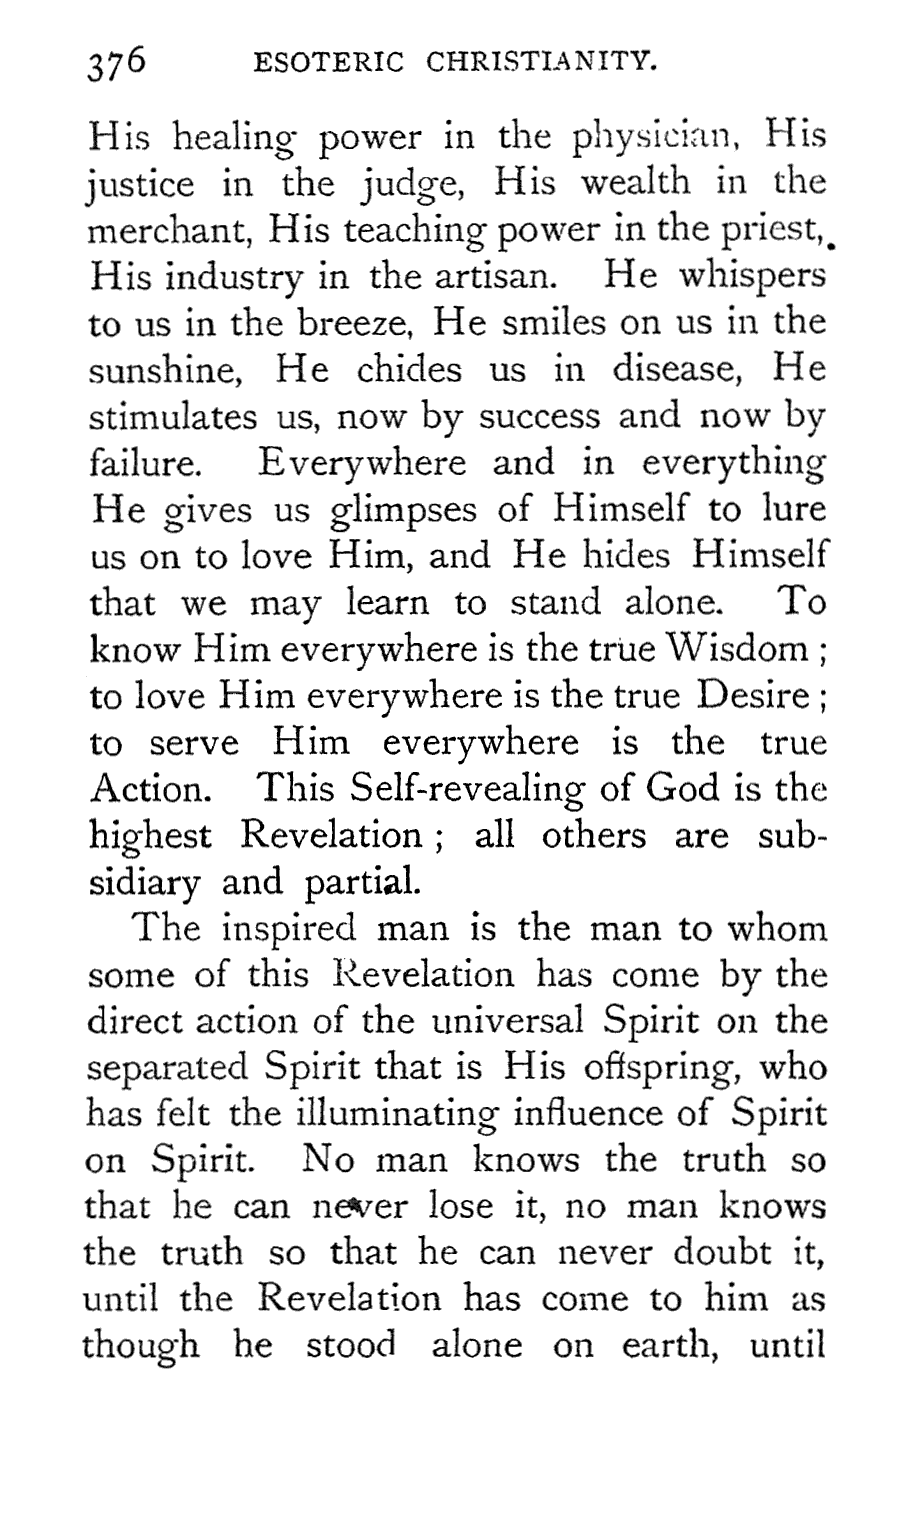 376 ESOTERIC CHRISTIANITY.
His healing power in the physician, His
justice in the judge, His wealth in the
merchant, His teaching power in the priest,
His industry in the artisan. He whispers
to us in the breeze, He smiles on us in the
sunshine, He chides us in disease, He
stimulates us, now by success and now by
failure. Everywhere and in everything
He gives us glimpses of Himself to lure
us on to love Him, and He hides Himself
that we may learn to stand alone. To
know Him everywhere is the true Wisdom ;
to love Him everywhere is the true Desire ;
to serve Him everywhere is the true
Action. This Self-revealing of God is the
highest Revelation ; all others are sub-
sidiary and partial.
The inspired man is the man to whom
some of this Revelation has come by the
direct action of the universal Spirit on the
separated Spirit that is His offspring, who
has felt the illuminating influence of Spirit
on Spirit. No man knows the truth so
that he can never lose it, no man knows
the truth so that he can never doubt it,
until the Revelation has come to him as
though he stood alone on earth, until